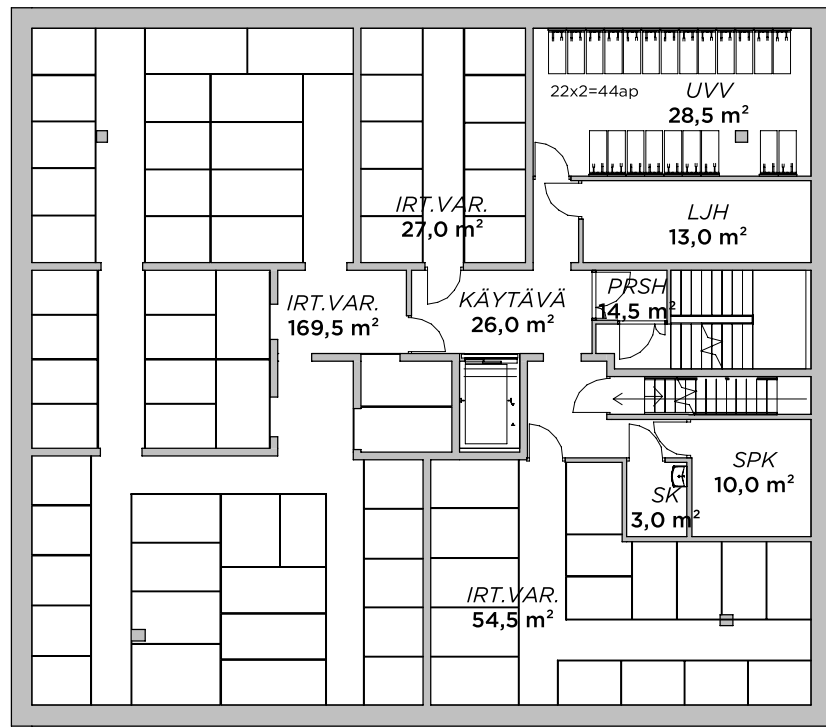 22x2=44ap
UVV
28,5 m²
IRT.VAR.
27,0 m²
LJH
13,0 m²
IRT.VAR.
169,5 m²
KÄYTÄVÄ
26,0 m²
PRSH
14,5 m²
SPK
10,0 m²
SK
3,0 m²
IRT.VAR.
54,5 m²